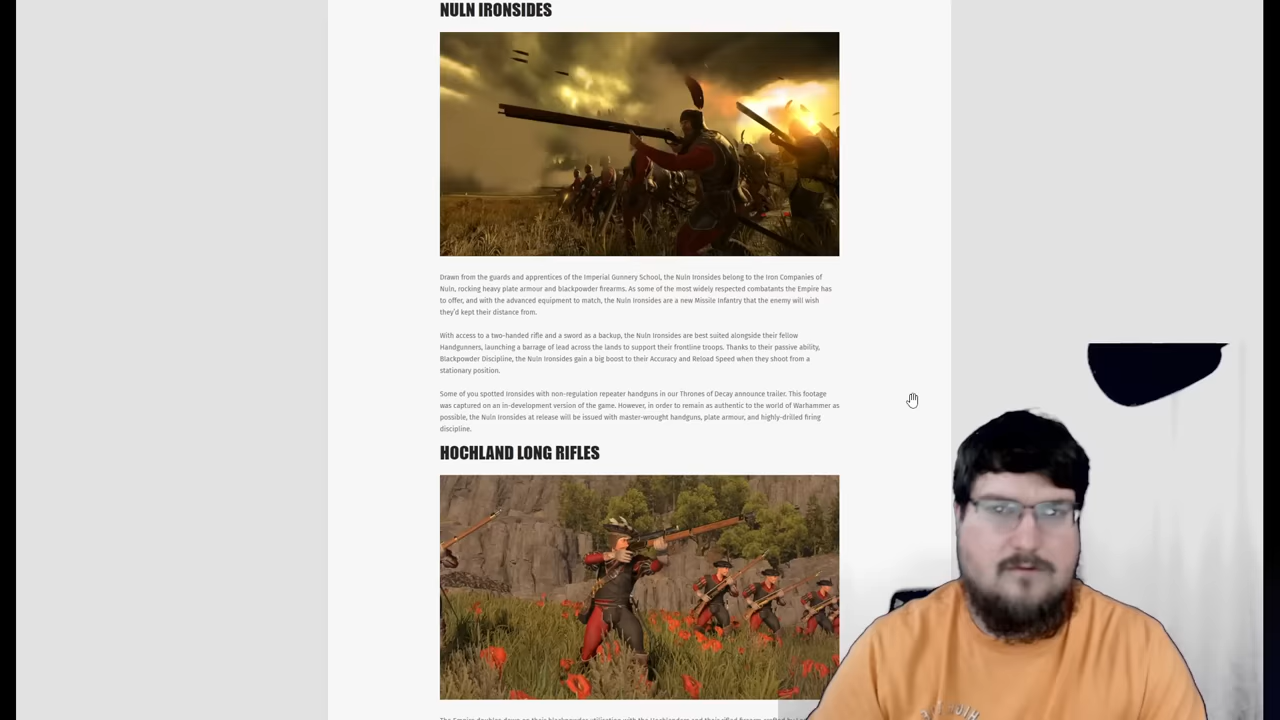 NULN IRONSIDES
Drawn from the guards and apprentices of the Imperial Gunnery School, the Nuln Ironsides belong to the Iron Companies of
Nuln, rocking heavy plate armour and blackpowder firearms. As some of the most widely respected combatants the Empire has
to offer, and with the advanced equipment to match, the Nuln Ironsides are a new Missile Infantry that the enemy will wish
they'd kept their distance from.
With access to a two-handed rifle and a sword as a backup, the Nuln Ironsides are best suited alongside their fellow
Handgunners, launching a barrage of lead across the lands to support their frontline troops. Thanks to their passive ability,
Blackpowder Discipline, the Nuln Ironsides gain a big boost to their Accuracy and Reload Speed when they shoot from a
stationary position.
Some of you spotted Ironsides with non-regulation repeater handguns in our Thrones of Decay announce trailer. This footage
was captured on an in-development version of the game. However, in order to remain as authentic to the world of Warhammer as
possible, the Nuln Ironsides at release will be issued with master-wrought handguns, plate armour, and highly-drilled firing
discipline.
HOCHLAND LONG RIFLES